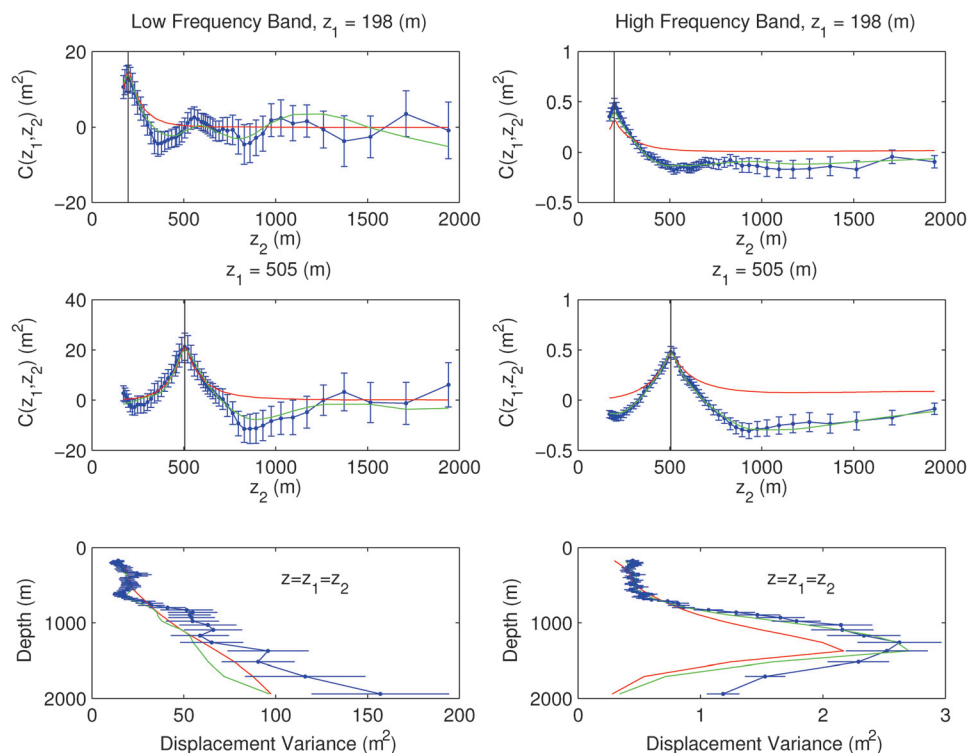 Low Frequency Band, z₁ = 198 (m)
High Frequency Band, z₁ = 198 (m)
C(z₁,z₂) (m²)
20
0
−20
0 500 1000 1500 2000
z₂ (m)
C(z₁,z₂) (m²)
1
0.5
0
−0.5
0 500 1000 1500 2000
z₂ (m)
z₁ = 505 (m)
z₁ = 505 (m)
C(z₁,z₂) (m²)
40
20
0
−20
0 500 1000 1500 2000
z₂ (m)
C(z₁,z₂) (m²)
1
0.5
0
−0.5
0 500 1000 1500 2000
z₂ (m)
Depth (m)
0
1000
2000
z=z₁=z₂
0 50 100 150 200
Displacement Variance (m²)
Depth (m)
0
1000
2000
z=z₁=z₂
0 1 2 3
Displacement Variance (m²)